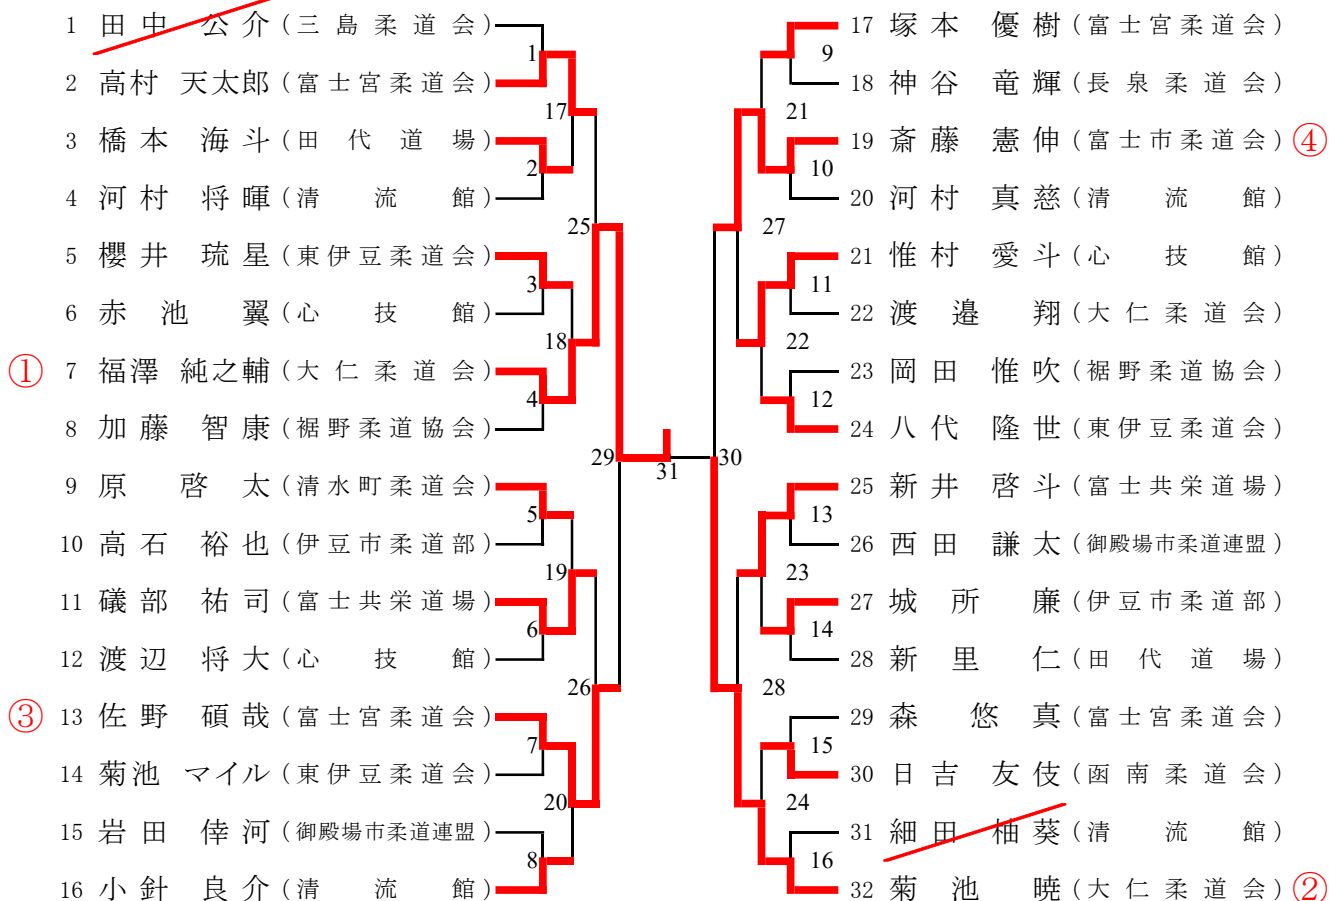 1 田中 公介 (三島柔道会)
2 高村 天太郎 (富士宮柔道会)
3 橋本 海斗 (田代道場)
4 河村 将暉 (清流館)
5 櫻井 琉星 (東伊豆柔道会)
6 赤池 翼 (心技館)
① 7 福澤 純之輔 (大仁柔道会)
8 加藤 智康 (裾野柔道協会)
9 原 啓太 (清水町柔道会)
10 高石 裕也 (伊豆市柔道部)
11 礒部 祐司 (富士共栄道場)
12 渡辺 将大 (心技館)
③ 13 佐野 碩哉 (富士宮柔道会)
14 菊池 マイル (東伊豆柔道会)
15 岩田 倖河 (御殿場市柔道連盟)
16 小針 良介 (清流館)
1
2
3
4
5
6
7
8
17
18
19
20
25
26
29
31
30
27
28
21
22
23
24
9
10
11
12
13
14
15
16
17 塚本 優樹 (富士宮柔道会)
18 神谷 竜輝 (長泉柔道会)
19 斎藤 憲伸 (富士市柔道会) ④
20 河村 真慈 (清流館)
21 惟村 愛斗 (心技館)
22 渡邉 翔 (大仁柔道会)
23 岡田 惟吹 (裾野柔道協会)
24 八代 隆世 (東伊豆柔道会)
25 新井 啓斗 (富士共栄道場)
26 西田 謙太 (御殿場市柔道連盟)
27 城所 廉 (伊豆市柔道部)
28 新里 仁 (田代道場)
29 森 悠真 (富士宮柔道会)
30 日吉 友伎 (函南柔道会)
31 細田 柚葵 (清流館)
32 菊池 暁 (大仁柔道会) ②